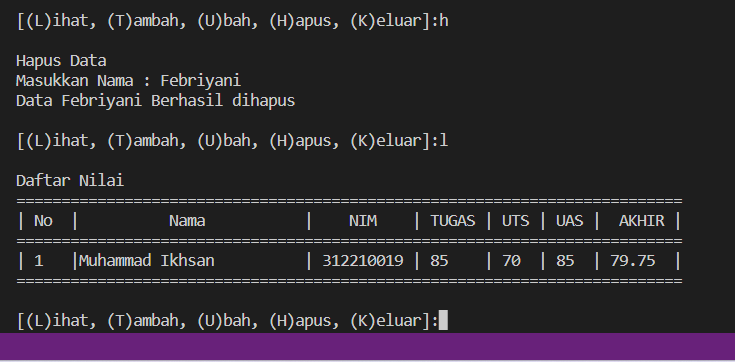 [(L)ihat, (T)ambah, (U)bah, (H)apus, (K)eluar]:h
Hapus Data
Masukkan Nama : Febriyani
Data Febriyani Berhasil dihapus
[(L)ihat, (T)ambah, (U)bah, (H)apus, (K)eluar]:l
Daftar Nilai
==========================================================================
| No  |          Nama           |    NIM    | TUGAS | UTS | UAS |  AKHIR |
==========================================================================
| 1   |Muhammad Ikhsan          | 312210019 | 85    | 70  | 85  | 79.75  |
==========================================================================
[(L)ihat, (T)ambah, (U)bah, (H)apus, (K)eluar]: